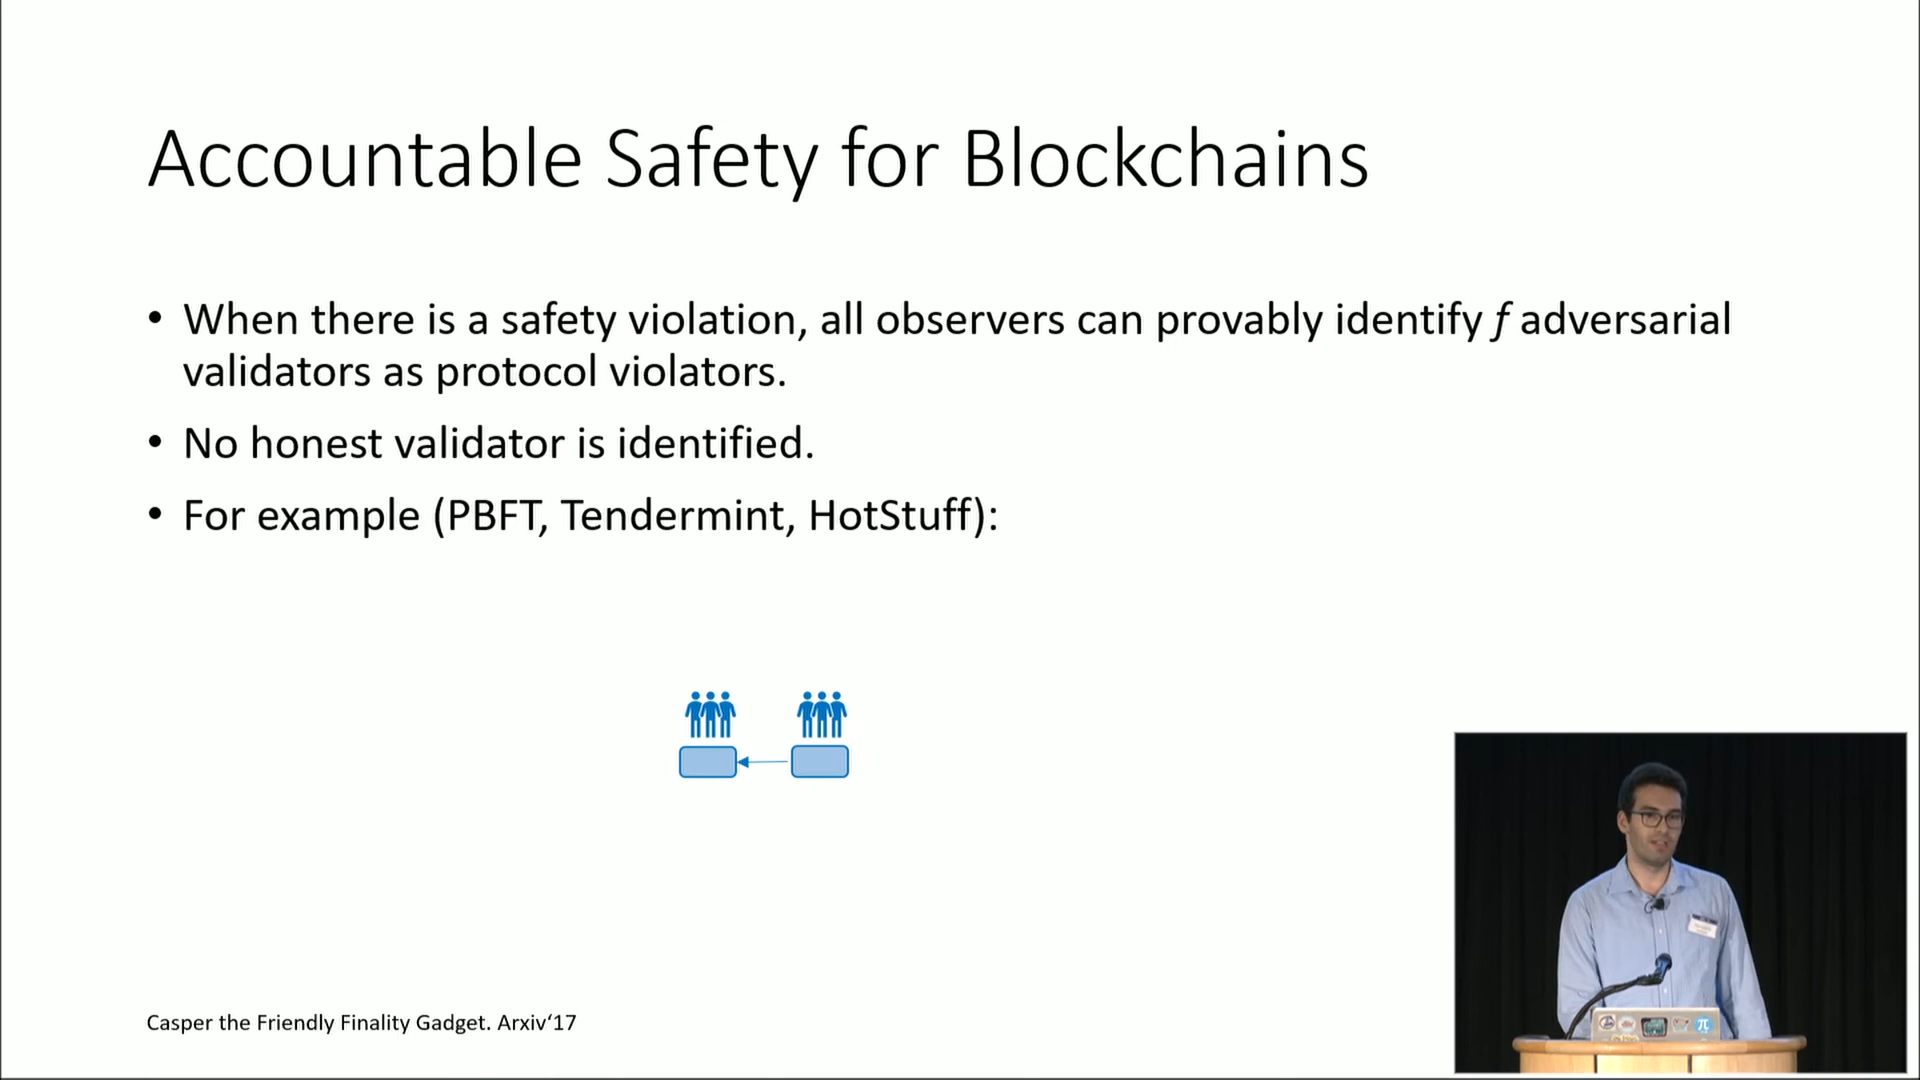 Accountable Safety for Blockchains
• When there is a safety violation, all observers can provably identify f adversarial
validators as protocol violators.
• No honest validator is identified.
• For example (PBFT, Tendermint, HotStuff):
Casper the Friendly Finality Gadget. Arxiv‘17
π